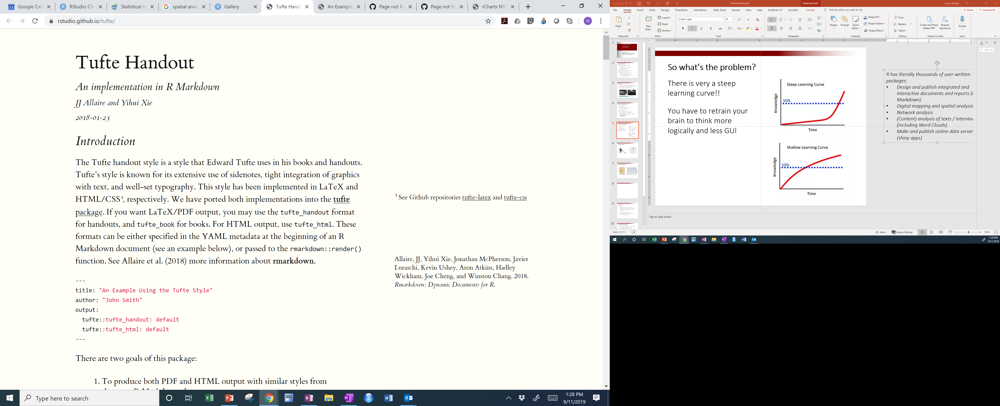 Google Cale
RStudio Clo
Statistical In
spatial analy
Gallery
Tufte Hando
An Example
Page not fo
Page not fo
rCharts NYT
rstudio.github.io/tufte/
H
Tufte Handout
An implementation in R Markdown
JJ Allaire and Yihui Xie
2018-01-23
Introduction
The Tufte handout style is a style that Edward Tufte uses in his books and handouts.
Tufte’s style is known for its extensive use of sidenotes, tight integration of graphics
with text, and well-set typography. This style has been implemented in LaTeX and
HTML/CSS¹, respectively. We have ported both implementations into the tufte
package. If you want LaTeX/PDF output, you may use the tufte_handout format
for handouts, and tufte_book for books. For HTML output, use tufte_html. These
formats can be either specified in the YAML metadata at the beginning of an R
Markdown document (see an example below), or passed to the rmarkdown::render()
function. See Allaire et al. (2018) more information about rmarkdown.
¹ See Github repositories tufte-latex and tufte-css
Allaire, JJ, Yihui Xie, Jonathan McPherson, Javier
Luraschi, Kevin Ushey, Aron Atkins, Hadley
Wickham, Joe Cheng, and Winston Chang. 2018.
Rmarkdown: Dynamic Documents for R.
---
title: "An Example Using the Tufte Style"
author: "John Smith"
output:
tufte::tufte_handout: default
tufte::tufte_html: default
---
There are two goals of this package:
1. To produce both PDF and HTML output with similar styles from
Type here to search
1:28 PM
9/11/2019
AutoSave Off
Introduction.pptx
Drawing Tools
Henry Renski
File Home Insert Draw Design Transitions Animations Slide Show Review View Help EndNote X7 Acrobat Format Tell me what you want to do
Share
Comments
Paste
Clipboard
New
Slide
Layout
Reset
Section
Slides
Calibri Light
18
Font
Paragraph
Shapes
Arrange
Quick
Styles
Shape Fill
Shape Outline
Shape Effects
Drawing
Find
Replace
Select
Editing
Create and Share
Adobe PDF
Request
Signatures
Adobe Acrobat
Dictate
Voice
Play All
1
2
3
4
5
6
7
8
9
10
So what’s the problem?
There is very a steep
learning curve!!
You have to retrain your
brain to think more
logically and less GUI
Steep Learning Curve
Knowledge
50%
Time
Shallow Learning Curve
Knowledge
50%
Time
R has literally thousands of user-written
packages:
• Design and publish integrated and
interactive documents and reports (
Markdown)
• Digital mapping and spatial analysis
• Network analysis
• (Content) analysis of texts / interview
(including Word Clouds)
• Make and publish online data server
(shiny apps)
Tap to add notes
Slide 5 of 11
Notes
Display Settings
109%
1:28 PM
9/11/2019